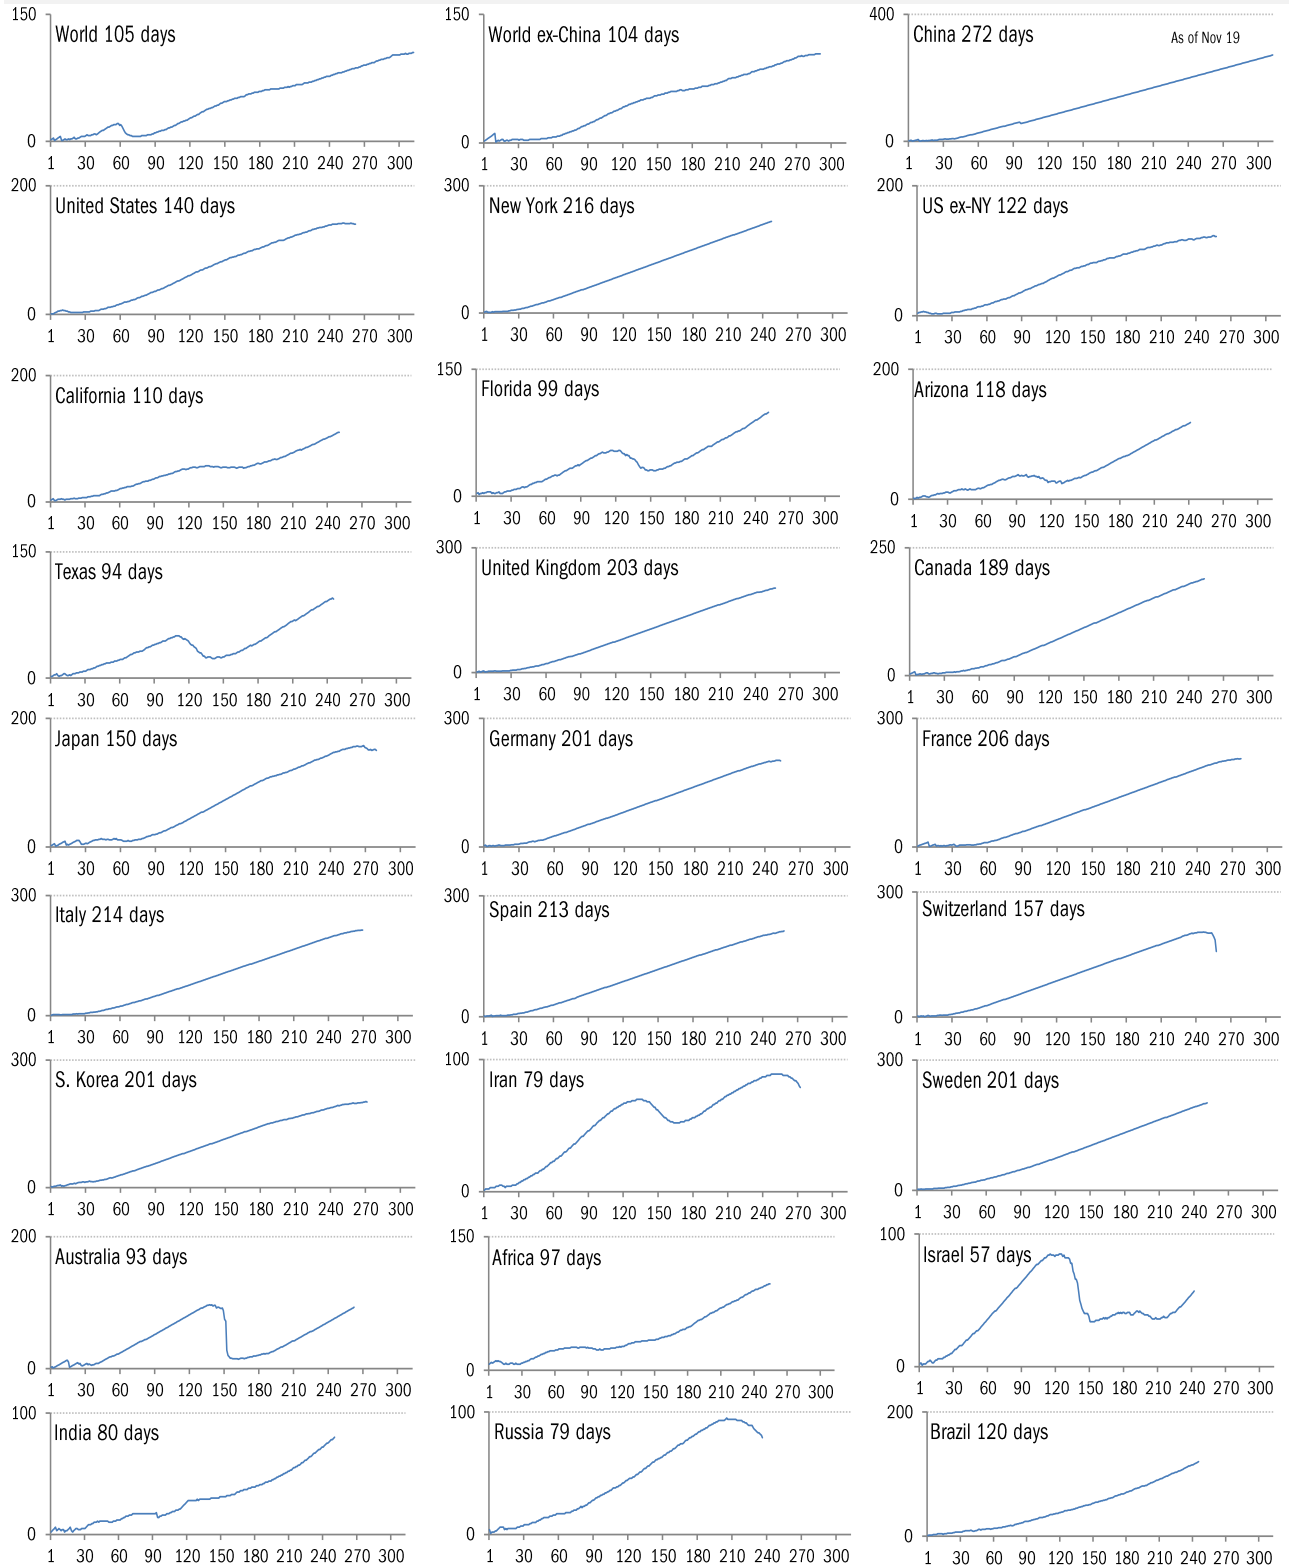 150
World 105 days
0
1 30 60 90 120 150 180 210 240 270 300
150
World ex-China 104 days
0
1 30 60 90 120 150 180 210 240 270 300
400
China 272 days
As of Nov 19
0
1 30 60 90 120 150 180 210 240 270 300
200
United States 140 days
0
1 30 60 90 120 150 180 210 240 270 300
300
New York 216 days
0
1 30 60 90 120 150 180 210 240 270 300
200
US ex-NY 122 days
0
1 30 60 90 120 150 180 210 240 270 300
200
California 110 days
0
1 30 60 90 120 150 180 210 240 270 300
150
Florida 99 days
0
1 30 60 90 120 150 180 210 240 270 300
200
Arizona 118 days
0
1 30 60 90 120 150 180 210 240 270 300
150
Texas 94 days
0
1 30 60 90 120 150 180 210 240 270 300
300
United Kingdom 203 days
0
1 30 60 90 120 150 180 210 240 270 300
250
Canada 189 days
0
1 30 60 90 120 150 180 210 240 270 300
200
Japan 150 days
0
1 30 60 90 120 150 180 210 240 270 300
300
Germany 201 days
0
1 30 60 90 120 150 180 210 240 270 300
300
France 206 days
0
1 30 60 90 120 150 180 210 240 270 300
300
Italy 214 days
0
1 30 60 90 120 150 180 210 240 270 300
300
Spain 213 days
0
1 30 60 90 120 150 180 210 240 270 300
300
Switzerland 157 days
0
1 30 60 90 120 150 180 210 240 270 300
300
S. Korea 201 days
0
1 30 60 90 120 150 180 210 240 270 300
100
Iran 79 days
0
1 30 60 90 120 150 180 210 240 270 300
300
Sweden 201 days
0
1 30 60 90 120 150 180 210 240 270 300
200
Australia 93 days
0
1 30 60 90 120 150 180 210 240 270 300
150
Africa 97 days
0
1 30 60 90 120 150 180 210 240 270 300
100
Israel 57 days
0
1 30 60 90 120 150 180 210 240 270 300
100
India 80 days
0
1 30 60 90 120 150 180 210 240 270 300
100
Russia 79 days
0
1 30 60 90 120 150 180 210 240 270 300
200
Brazil 120 days
0
1 30 60 90 120 150 180 210 240 270 300